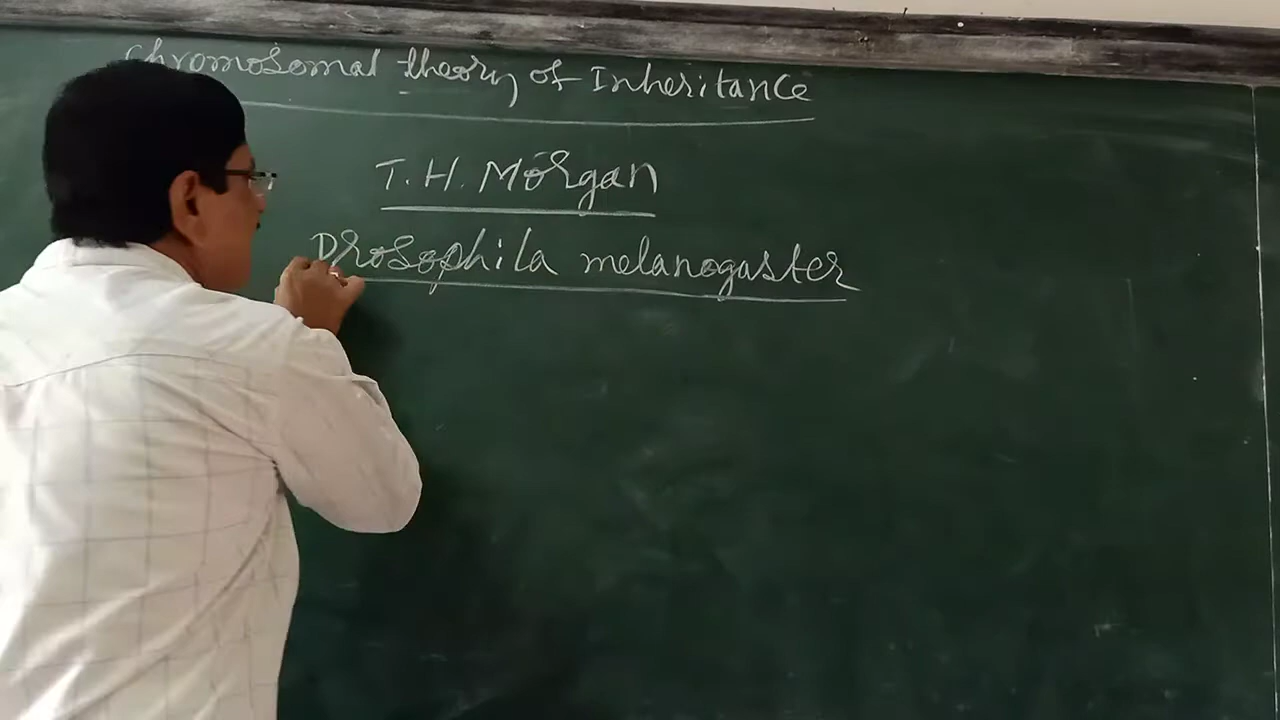 Chromosomal theory of Inheritance
T.H. Morgan
Drosophila melanogaster